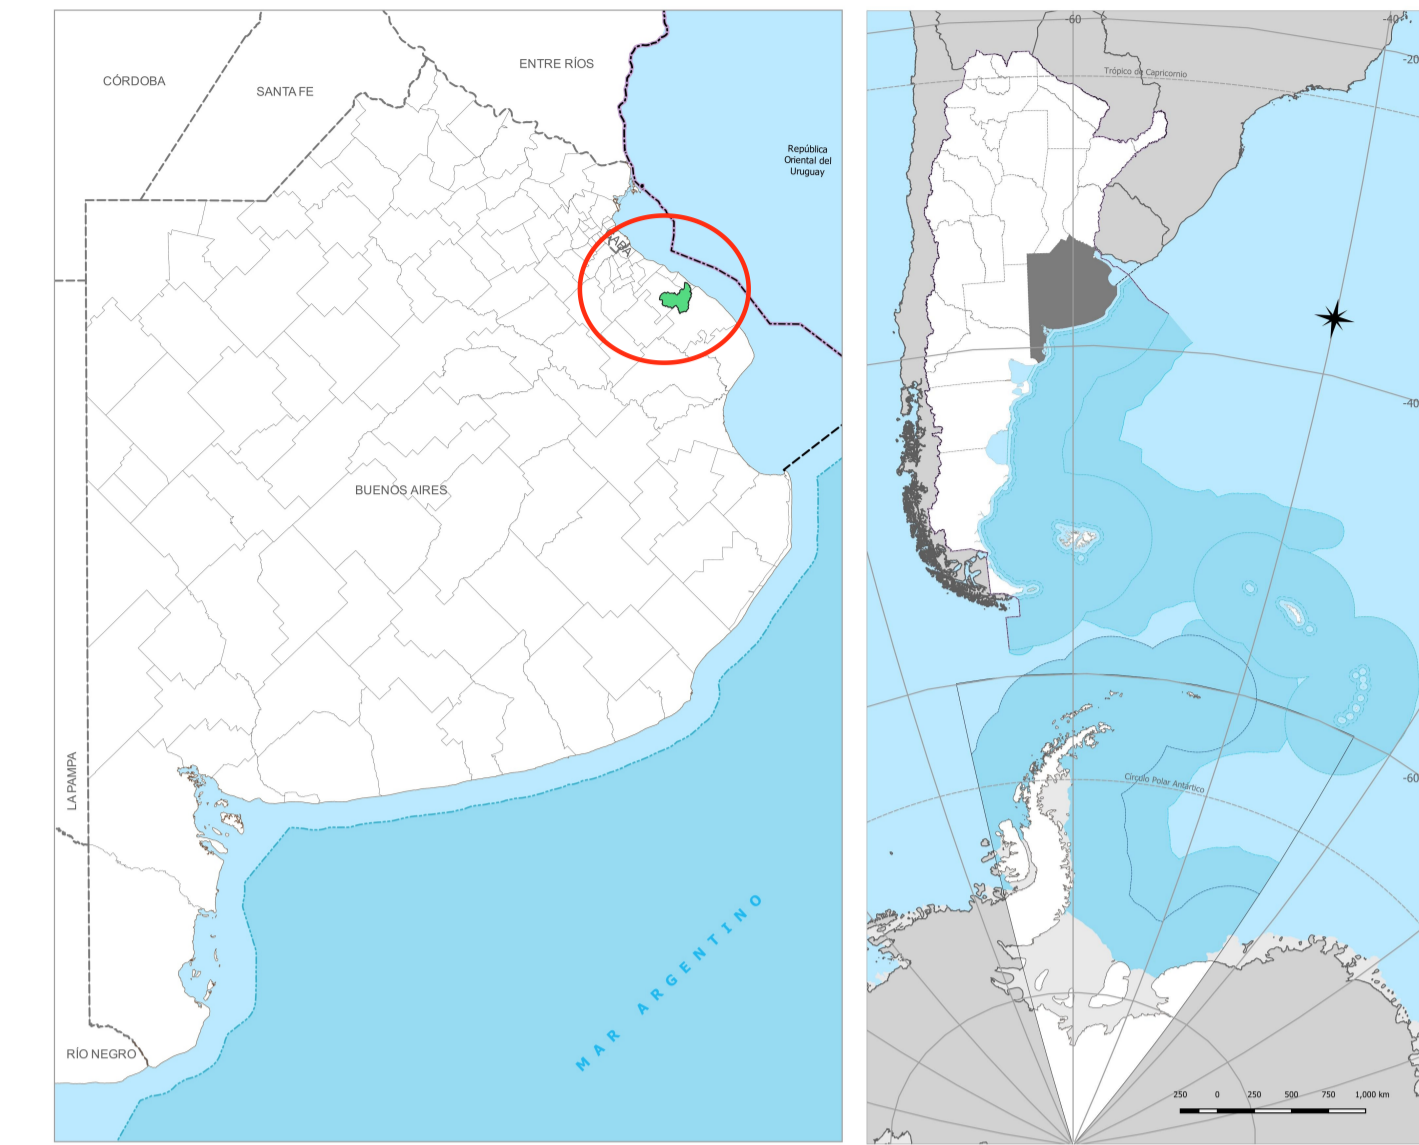 CÓRDOBA
SANTA FE
ENTRE RÍOS
República
Oriental del
Uruguay
CABA
BUENOS AIRES
LA PAMPA
RÍO NEGRO
MAR ARGENTINO
-60
-40
-20
Trópico de Capricornio
-40
-60
Círculo Polar Antártico
250 0 250 500 750 1,000 km